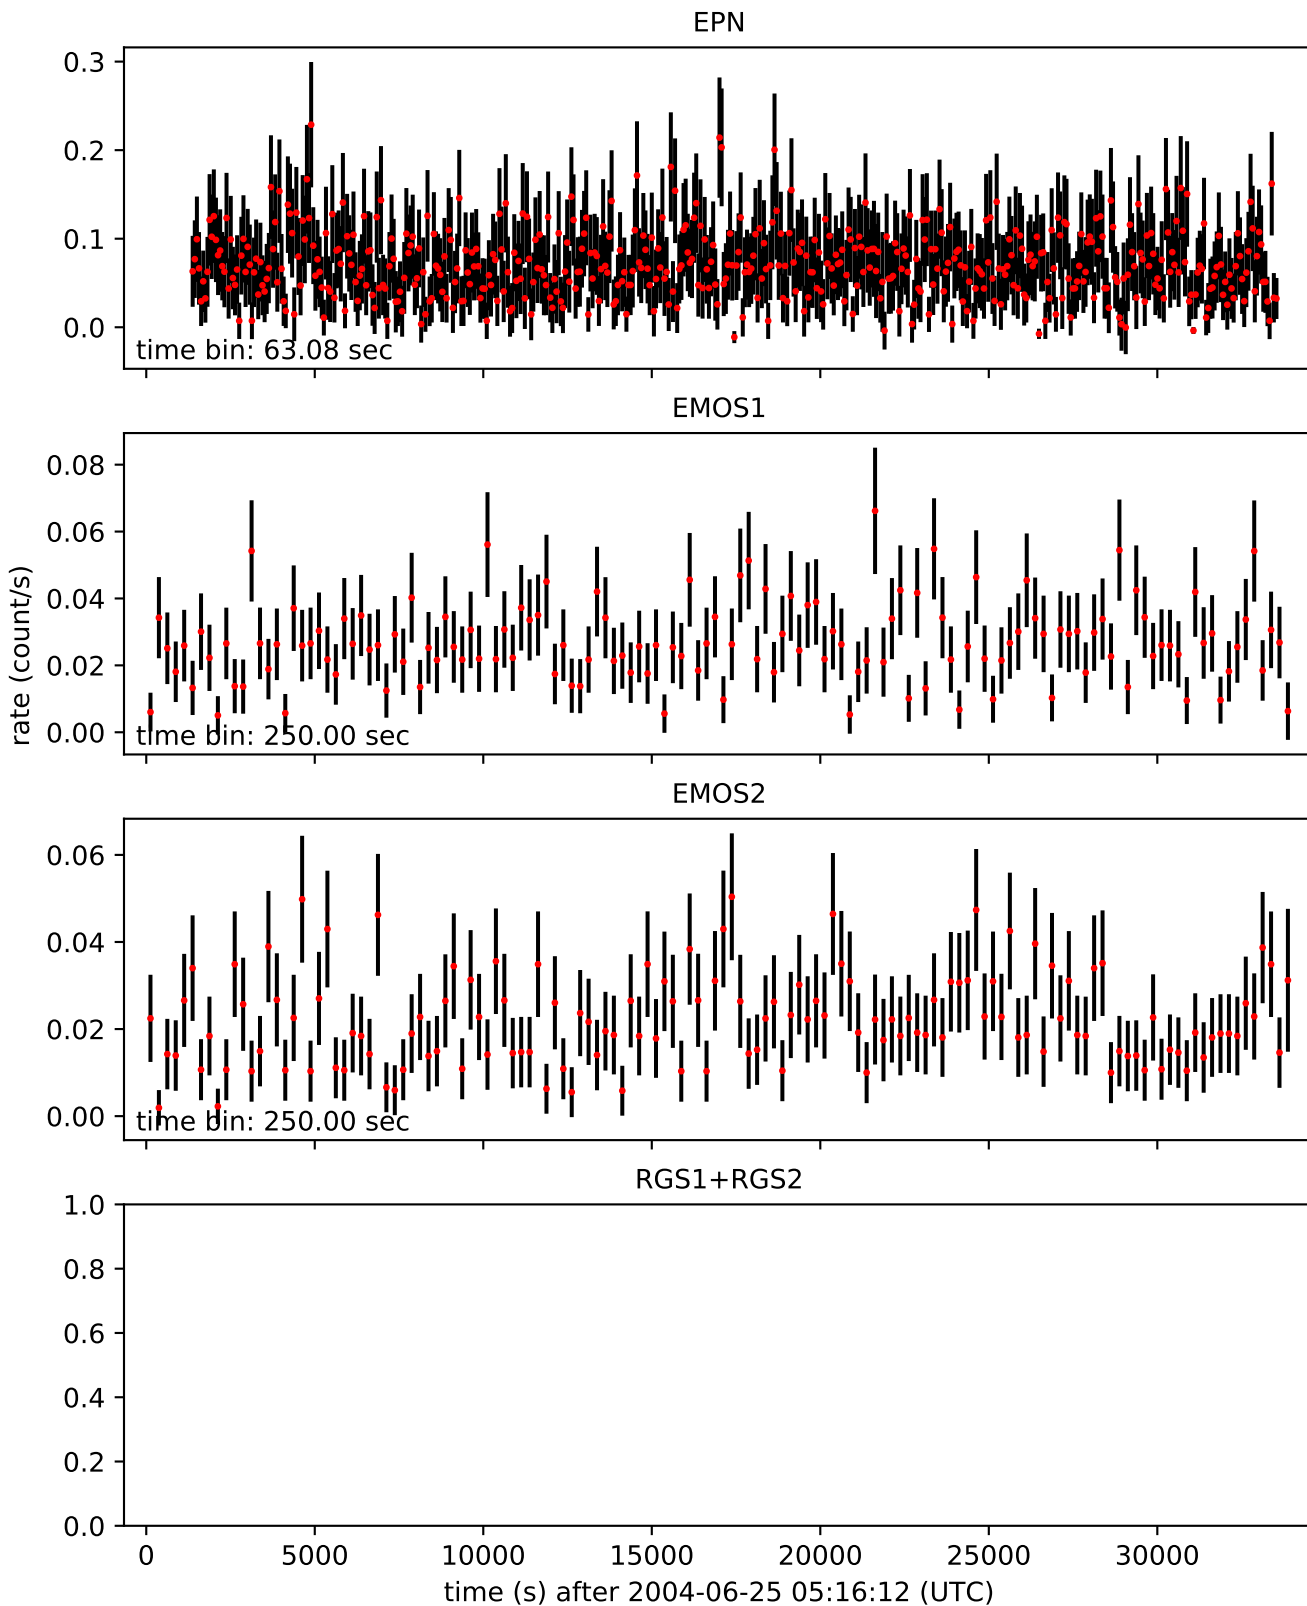 EPN
0.3
0.2
0.1
0.0
time bin: 63.08 sec
EMOS1
0.08
0.06
0.04
0.02
0.00
time bin: 250.00 sec
rate (count/s)
EMOS2
0.06
0.04
0.02
0.00
time bin: 250.00 sec
RGS1+RGS2
1.0
0.8
0.6
0.4
0.2
0.0
0 5000 10000 15000 20000 25000 30000
time (s) after 2004-06-25 05:16:12 (UTC)